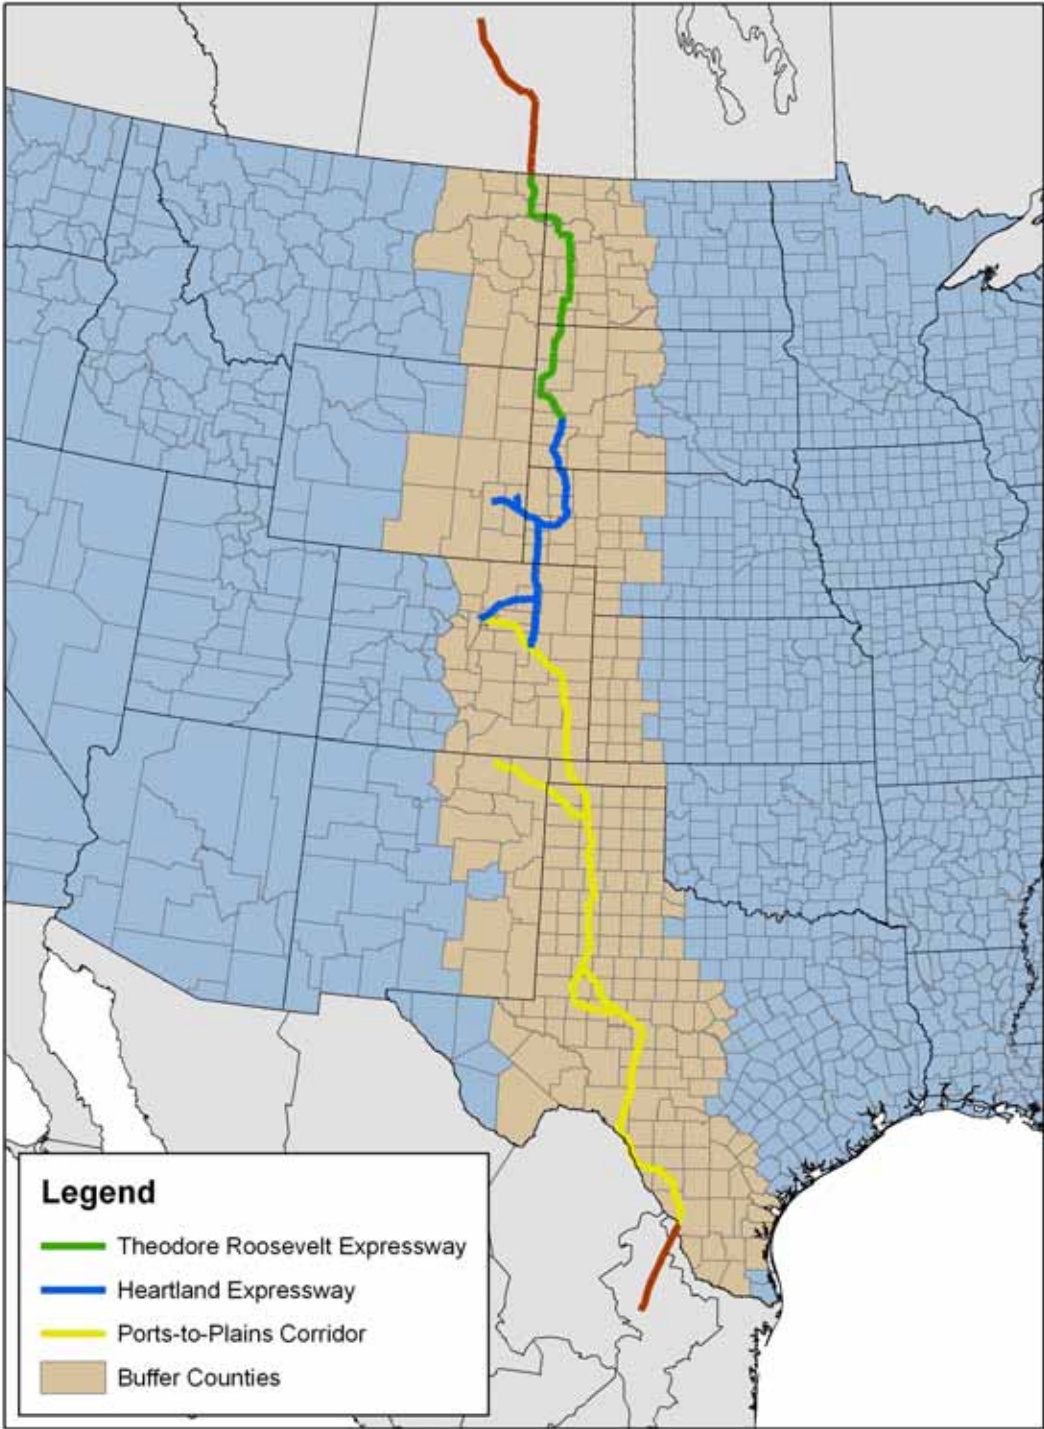 Legend
Theodore Roosevelt Expressway
Heartland Expressway
Ports-to-Plains Corridor
Buffer Counties